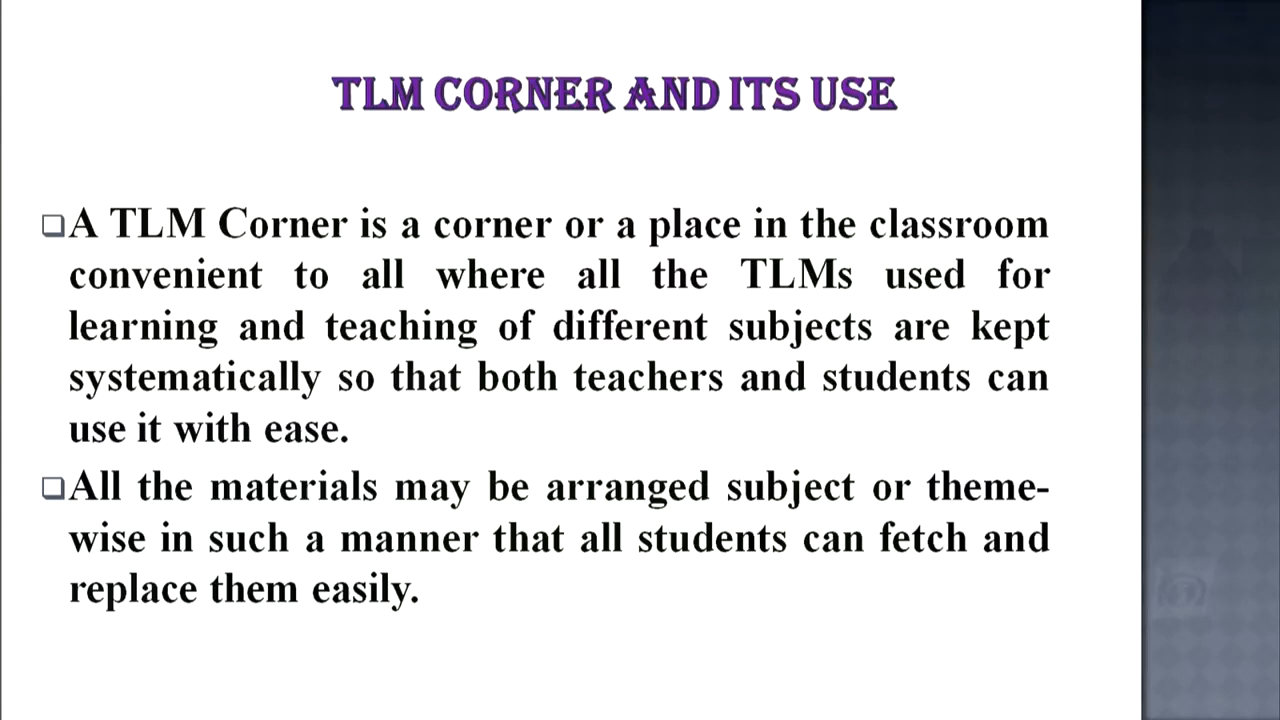 TLM CORNER AND ITS USE
A TLM Corner is a corner or a place in the classroom
convenient to all where all the TLMs used for
learning and teaching of different subjects are kept
systematically so that both teachers and students can
use it with ease.
All the materials may be arranged subject or theme-
wise in such a manner that all students can fetch and
replace them easily.